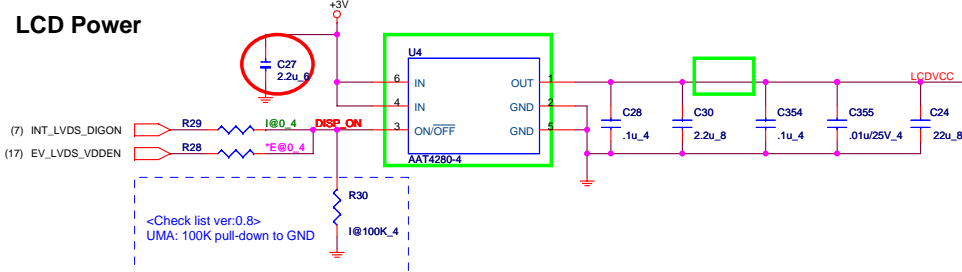 +3V
LCD Power
C27
2.2u_6
U4
6 IN
4 IN
3 ON/OFF
OUT 1
GND 2
GND 5
AAT4280-4
LCDVCC
C28
.1u_4
C30
2.2u_8
C354
.1u_4
C355
.01u/25V_4
C24
22u_8
(7) INT_LVDS_DIGON
R29
I@0_4
DISP_ON
(17) EV_LVDS_VDDEN
R28
*E@0_4
R30
I@100K_4
<Check list ver:0.8>
UMA: 100K pull-down to GND